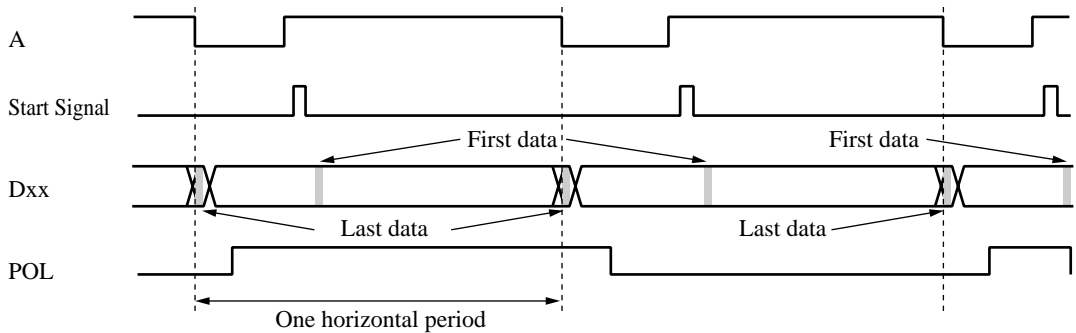 A
Start Signal
First data
First data
Dxx
Last data
Last data
POL
One horizontal period